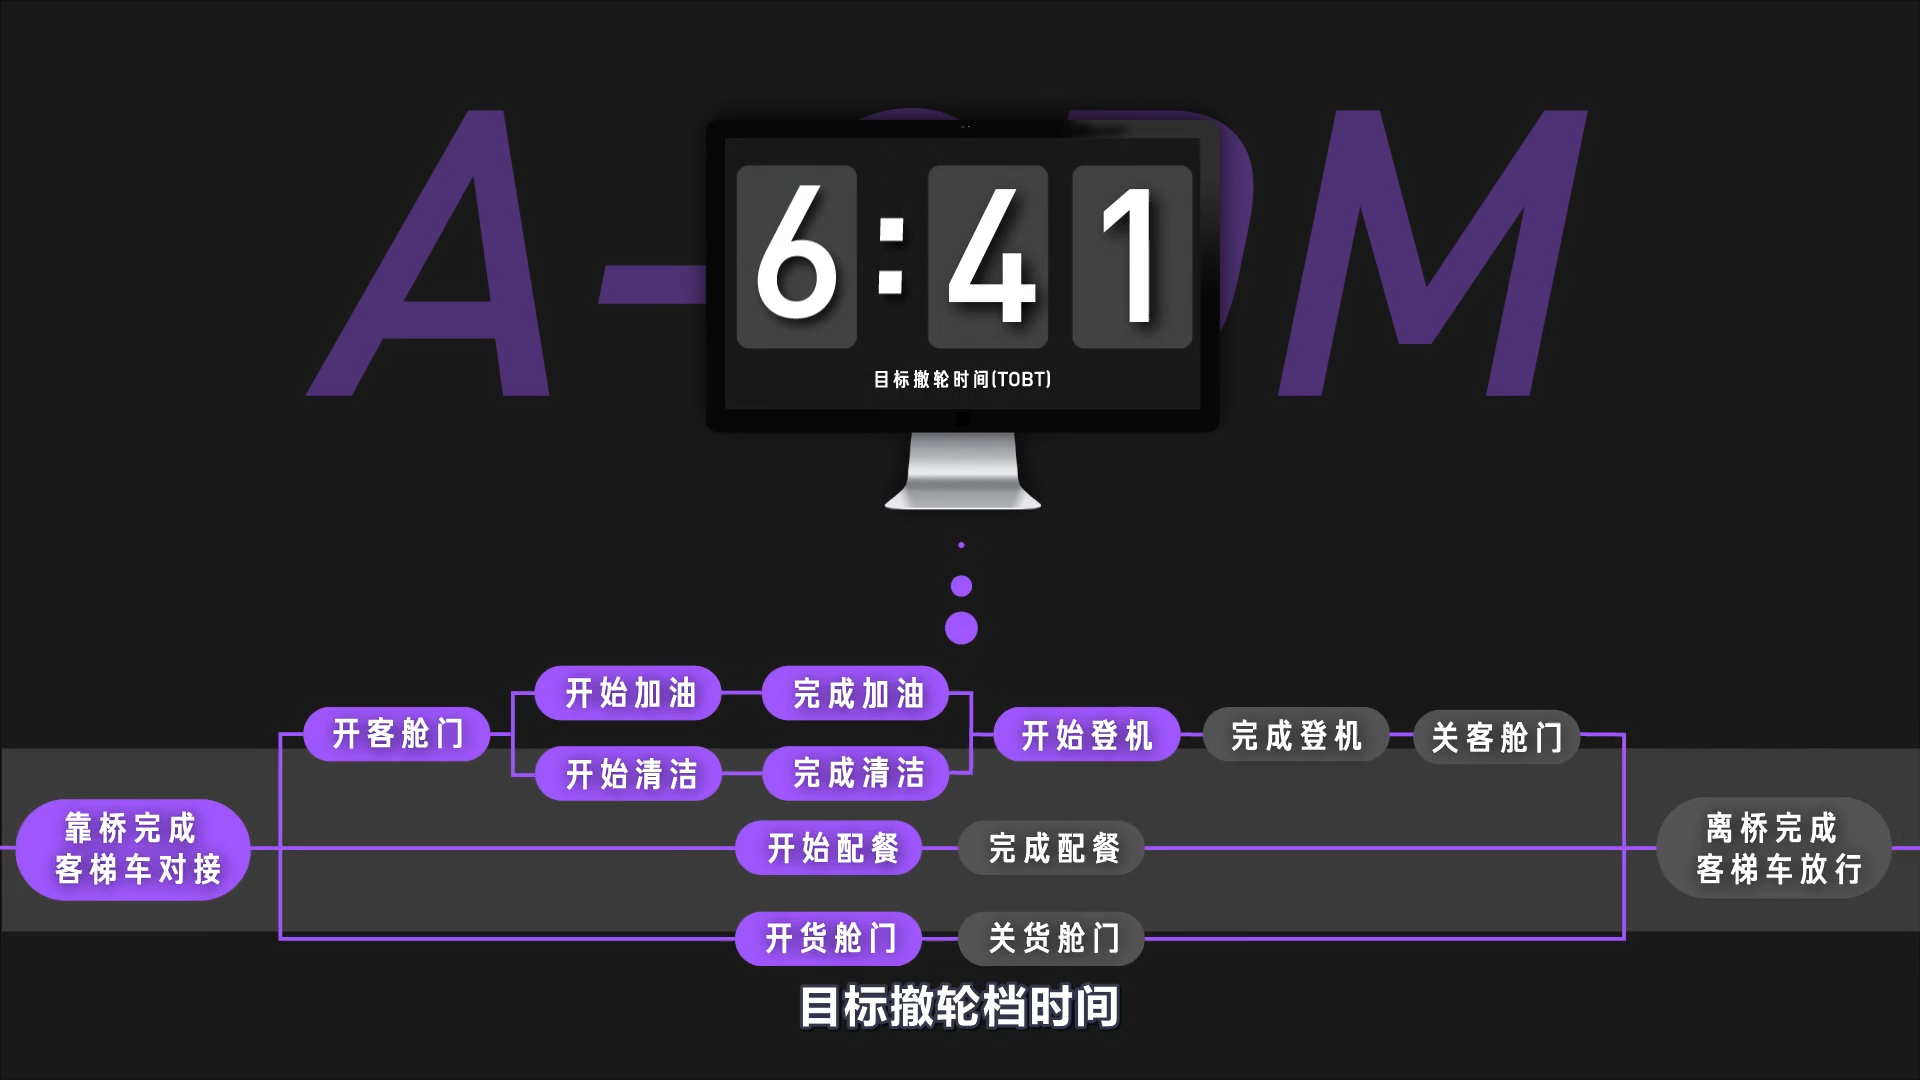 A-CDM
6:41
目标撤轮时间(TOBT)
开始加油
完成加油
开客舱门
开始登机
完成登机
关客舱门
开始清洁
完成清洁
靠桥完成
客梯车对接
开始配餐
完成配餐
离桥完成
客梯车放行
开货舱门
关货舱门
目标撤轮档时间